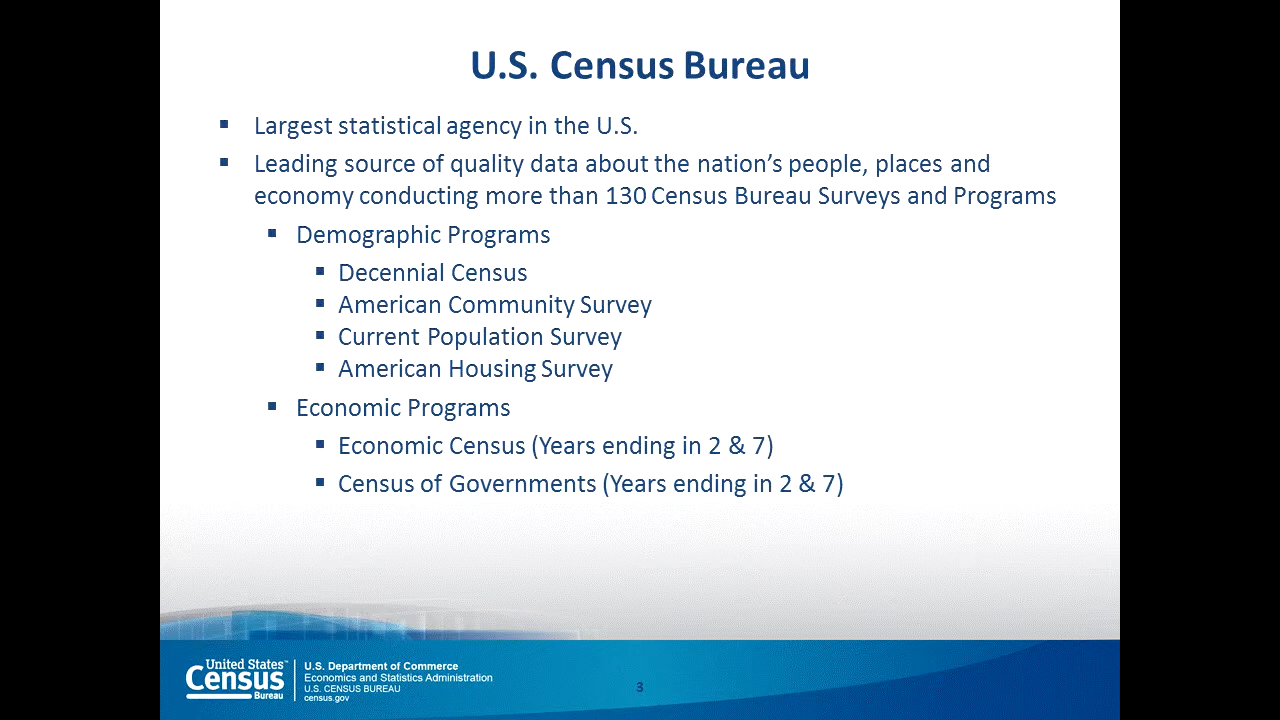 U.S. Census Bureau
▪ Largest statistical agency in the U.S.
▪ Leading source of quality data about the nation's people, places and
economy conducting more than 130 Census Bureau Surveys and Programs
▪ Demographic Programs
▪ Decennial Census
▪ American Community Survey
▪ Current Population Survey
▪ American Housing Survey
▪ Economic Programs
▪ Economic Census (Years ending in 2 & 7)
▪ Census of Governments (Years ending in 2 & 7)
United States™
Census
Bureau
U.S. Department of Commerce
Economics and Statistics Administration
U.S. CENSUS BUREAU
census.gov
3